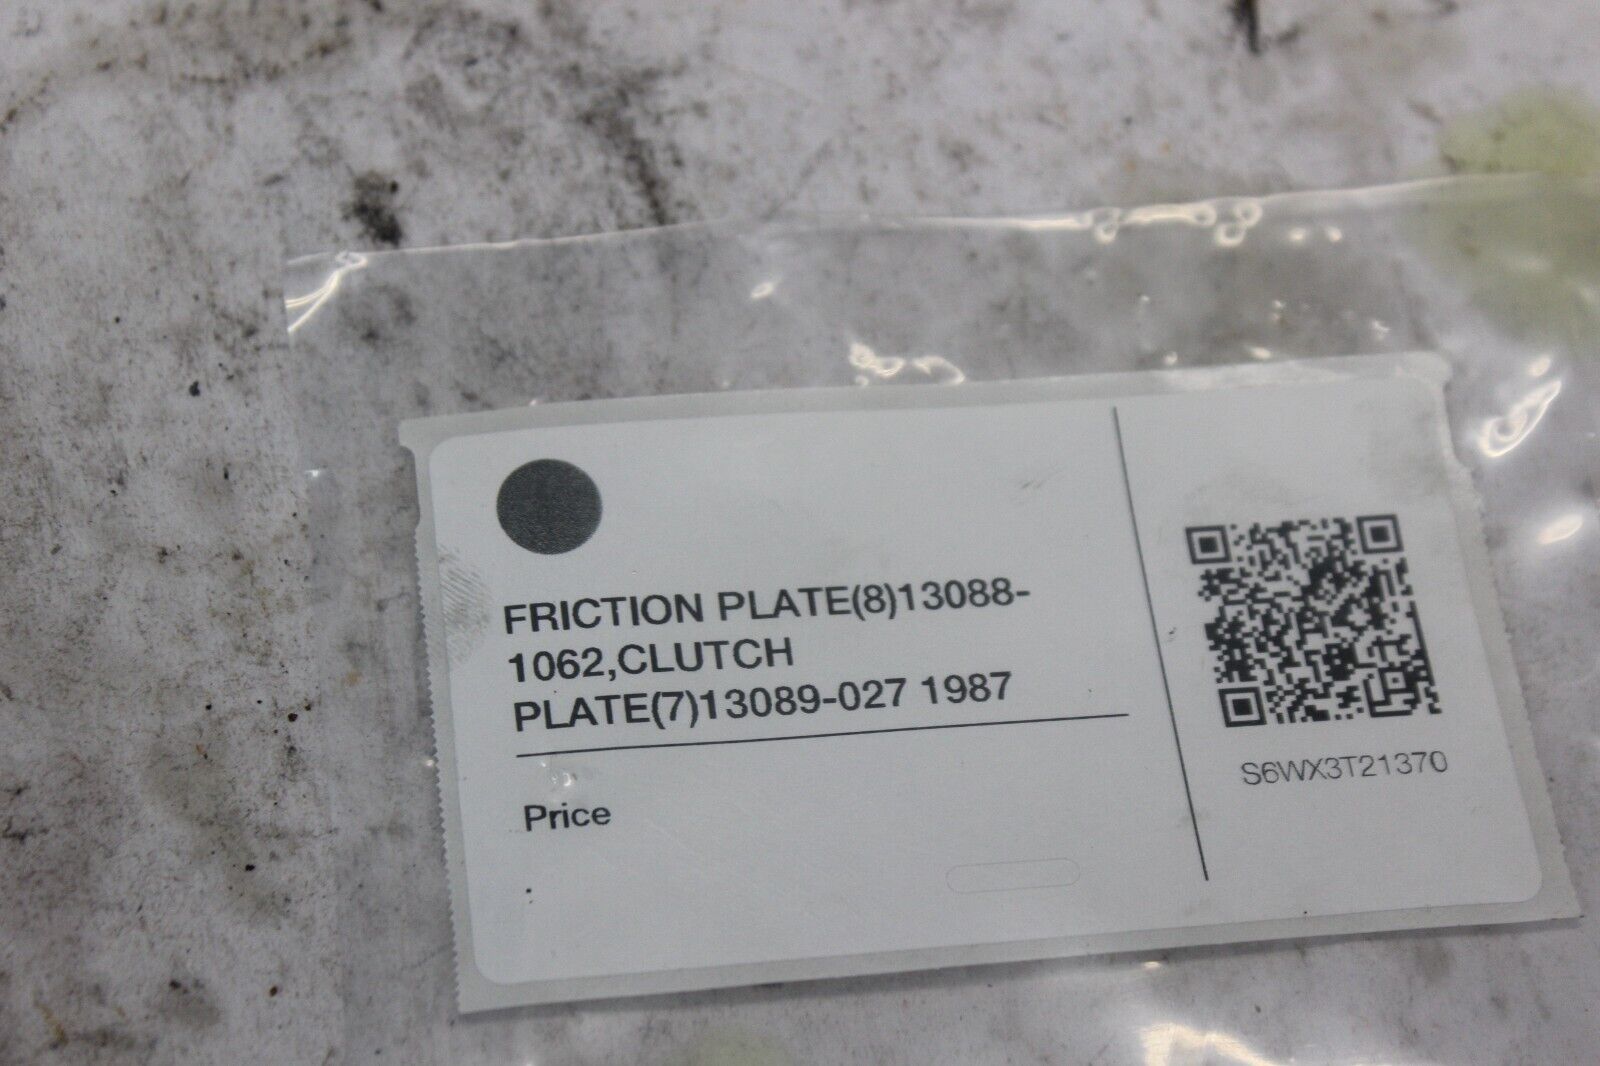 FRICTION PLATE(8)13088-
1062,CLUTCH
PLATE(7)13089-027 1987
Price
.
S6WX3T21370